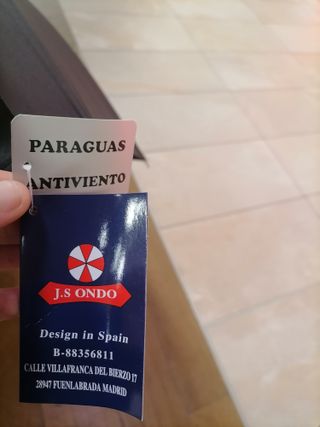 PARAGUAS
ANTIVIENTO
J.S ONDO
Design in Spain
B-88356811
CALLE VILLAFRANCA DEL BIERZO 17
28947 FUENLABRADA MADRID